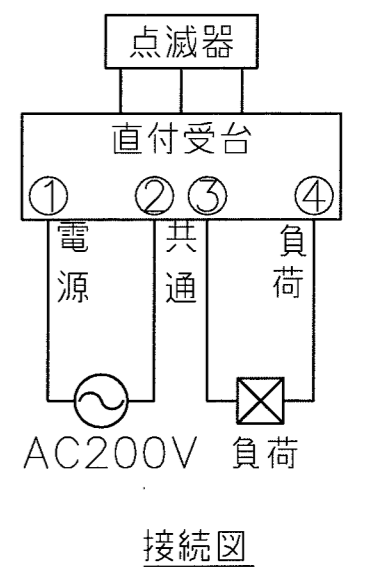 点滅器
直付受台
① ② ③ ④
電源 共通 負荷
AC200V 負荷
接続図